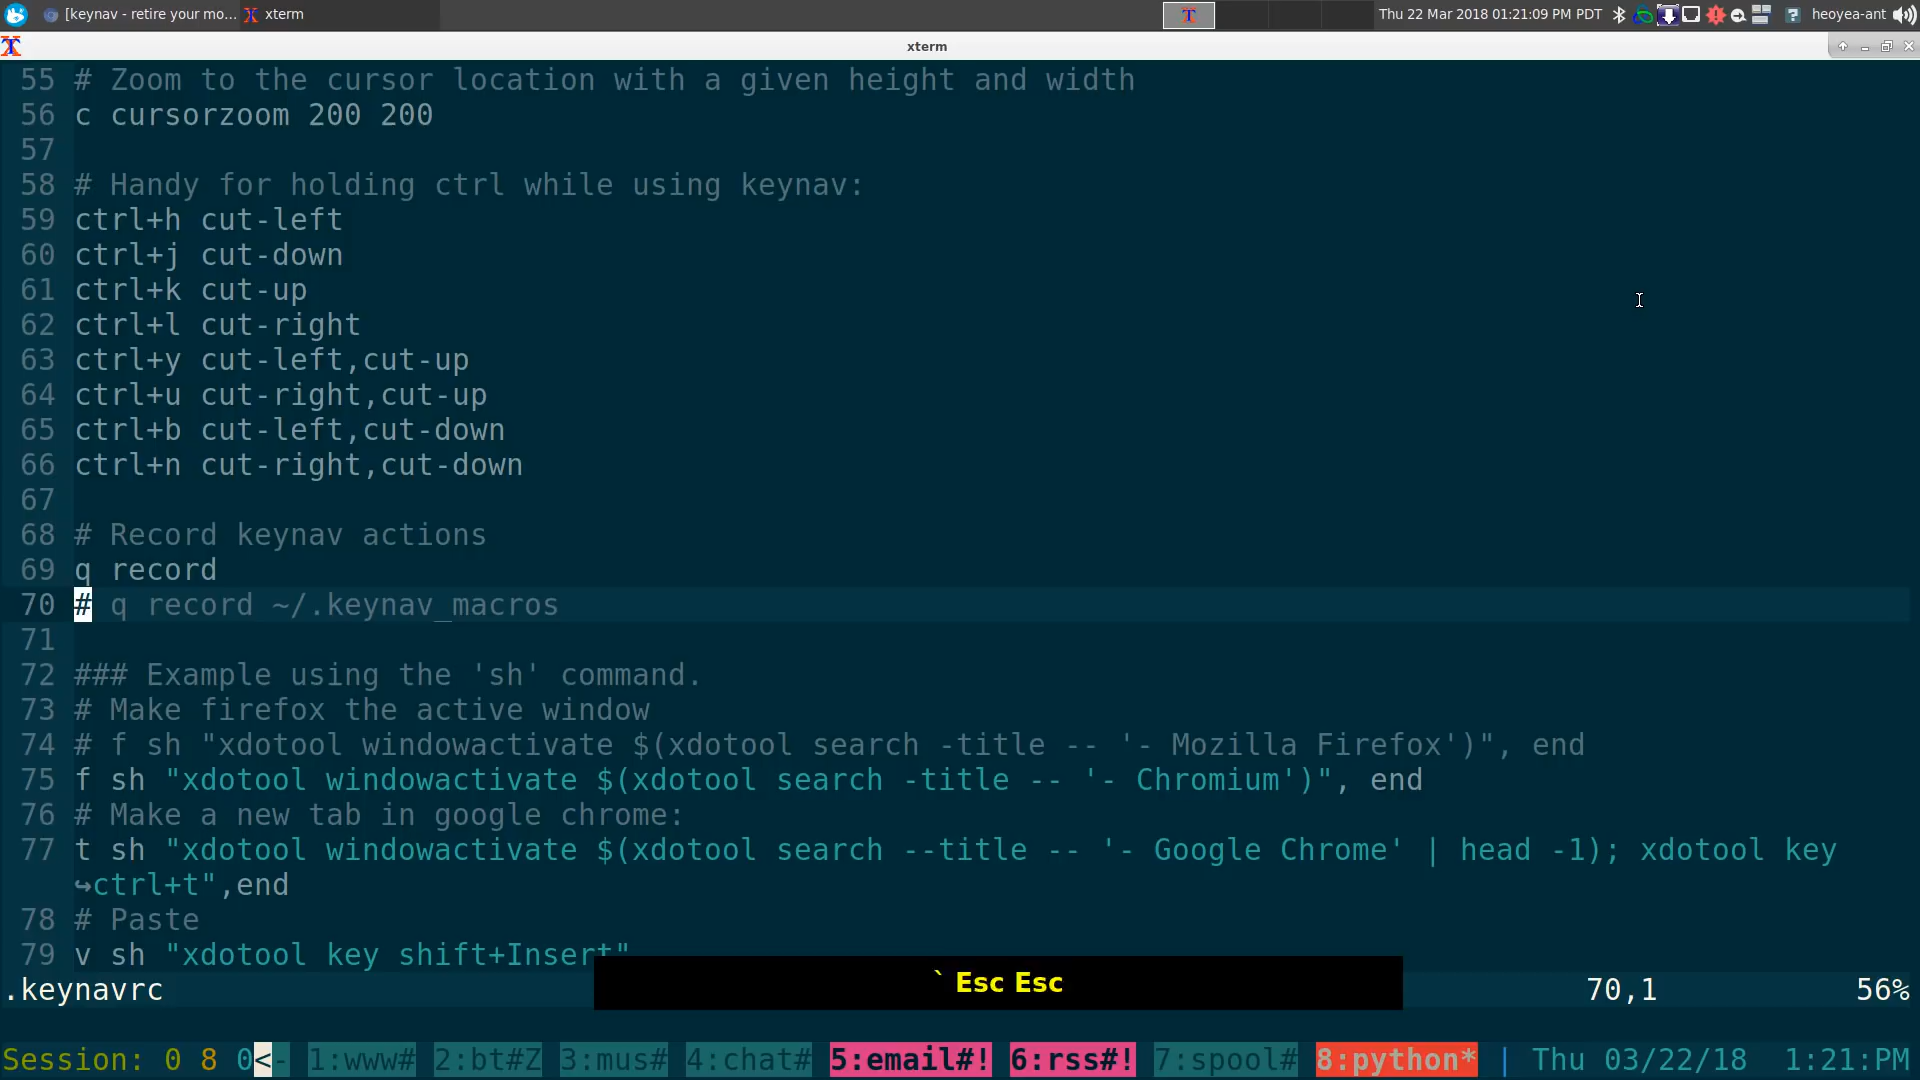 [keynav - retire your mo... xterm Thu 22 Mar 2018 01:21:09 PM PDT heoyea-ant
xterm
55 # Zoom to the cursor location with a given height and width
56 c cursorzoom 200 200
57
58 # Handy for holding ctrl while using keynav:
59 ctrl+h cut-left
60 ctrl+j cut-down
61 ctrl+k cut-up
62 ctrl+l cut-right
63 ctrl+y cut-left,cut-up
64 ctrl+u cut-right,cut-up
65 ctrl+b cut-left,cut-down
66 ctrl+n cut-right,cut-down
67
68 # Record keynav actions
69 q record
70 # q record ~/.keynav_macros
71
72 ### Example using the 'sh' command.
73 # Make firefox the active window
74 # f sh "xdotool windowactivate $(xdotool search -title -- '- Mozilla Firefox')", end
75 f sh "xdotool windowactivate $(xdotool search -title -- '- Chromium')", end
76 # Make a new tab in google chrome:
77 t sh "xdotool windowactivate $(xdotool search --title -- '- Google Chrome' | head -1); xdotool key
↪ctrl+t",end
78 # Paste
79 v sh "xdotool key shift+Insert"
` Esc Esc
.keynavrc 70,1 56%
Session: 0 8 0<- 1:www# 2:bt#Z 3:mus# 4:chat# 5:email#! 6:rss#! 7:spool# 8:python* | Thu 03/22/18 1:21:PM